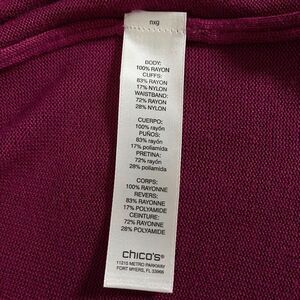 nxg
BODY:
100% RAYON
CUFFS:
83% RAYON
17% NYLON
WAISTBAND:
72% RAYON
28% NYLON
CUERPO:
100% rayón
PUÑOS:
83% rayón
17% poliamida
PRETINA:
72% rayón
28% poliamida
CORPS:
100% RAYONNE
REVERS:
83% RAYONNE
17% POLYAMIDE
CEINTURE:
72% RAYONNE
28% POLYAMIDE
chico's®
11215 METRO PARKWAY
FORT MYERS, FL 33966